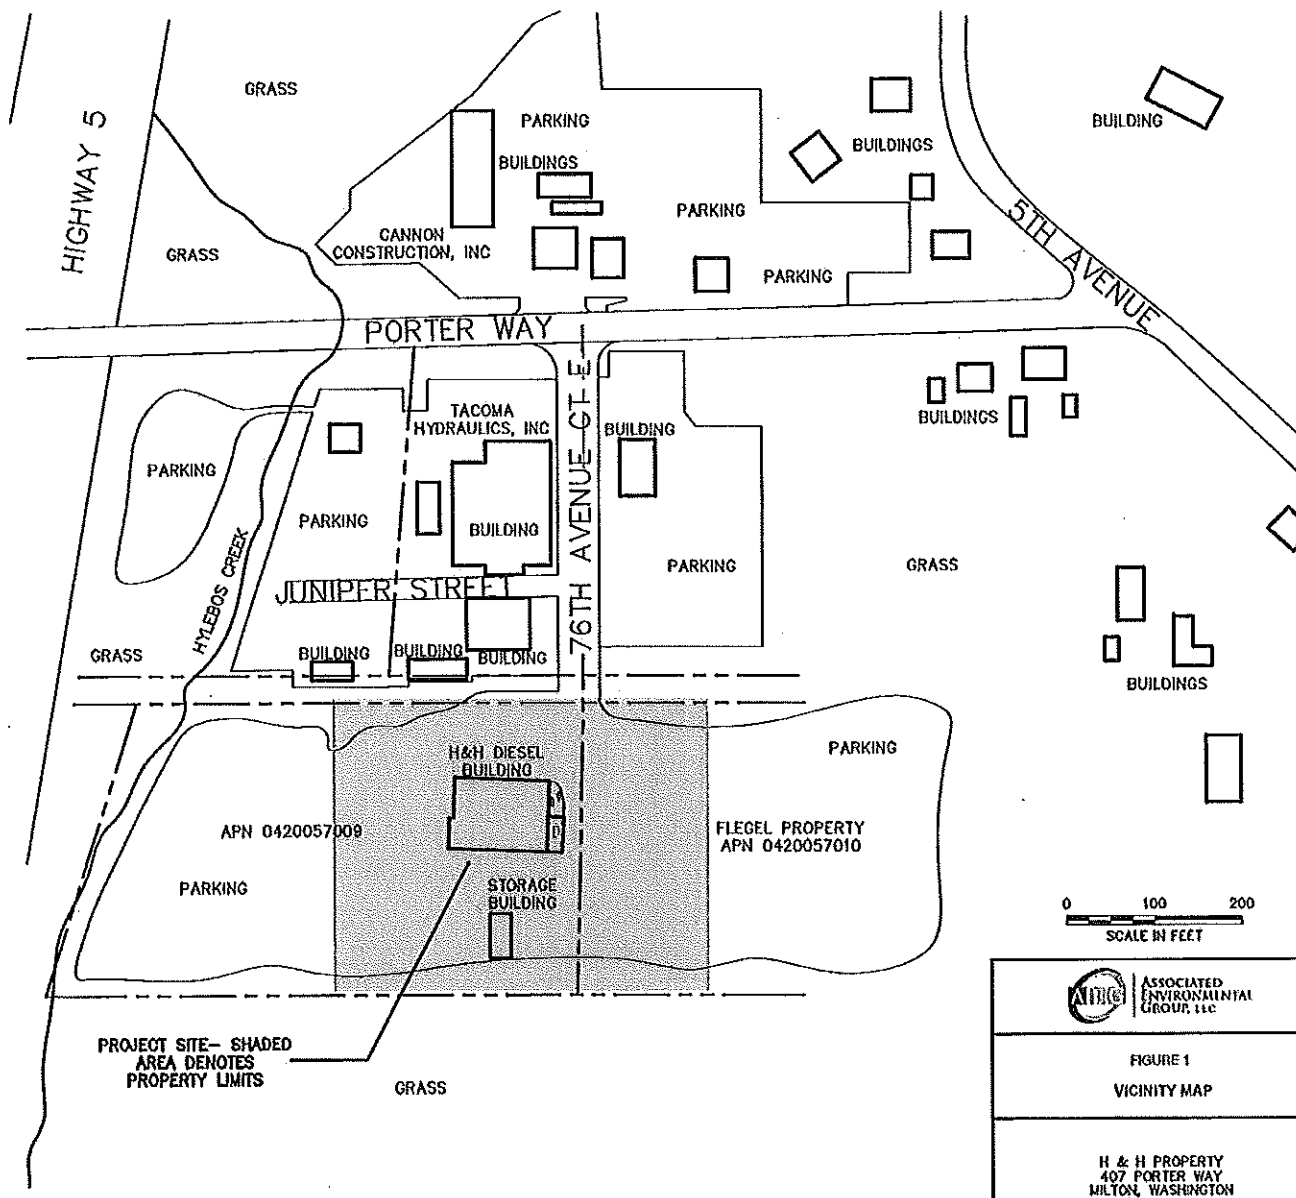 GRASS
HIGHWAY 5
PARKING
BUILDING
BUILDINGS
BUILDINGS
PARKING
GRASS
CANNON
CONSTRUCTION, INC
PARKING
5TH AVENUE
PORTER WAY
76TH AVENUE CT E
TACOMA
HYDRAULICS, INC
BUILDING
BUILDINGS
PARKING
PARKING
BUILDING
HYLEBOS CREEK
PARKING
GRASS
JUNIPER STREET
GRASS
BUILDING
BUILDING
BUILDING
BUILDINGS
H&H DIESEL
BUILDING
PARKING
APN 0420057009
FLEGEL PROPERTY
APN 0420057010
PARKING
STORAGE
BUILDING
0 100 200
SCALE IN FEET
PROJECT SITE- SHADED
AREA DENOTES
PROPERTY LIMITS
GRASS
AEG
ASSOCIATED
ENVIRONMENTAL
GROUP, LLC
FIGURE 1
VICINITY MAP
H & H PROPERTY
407 PORTER WAY
MILTON, WASHINGTON